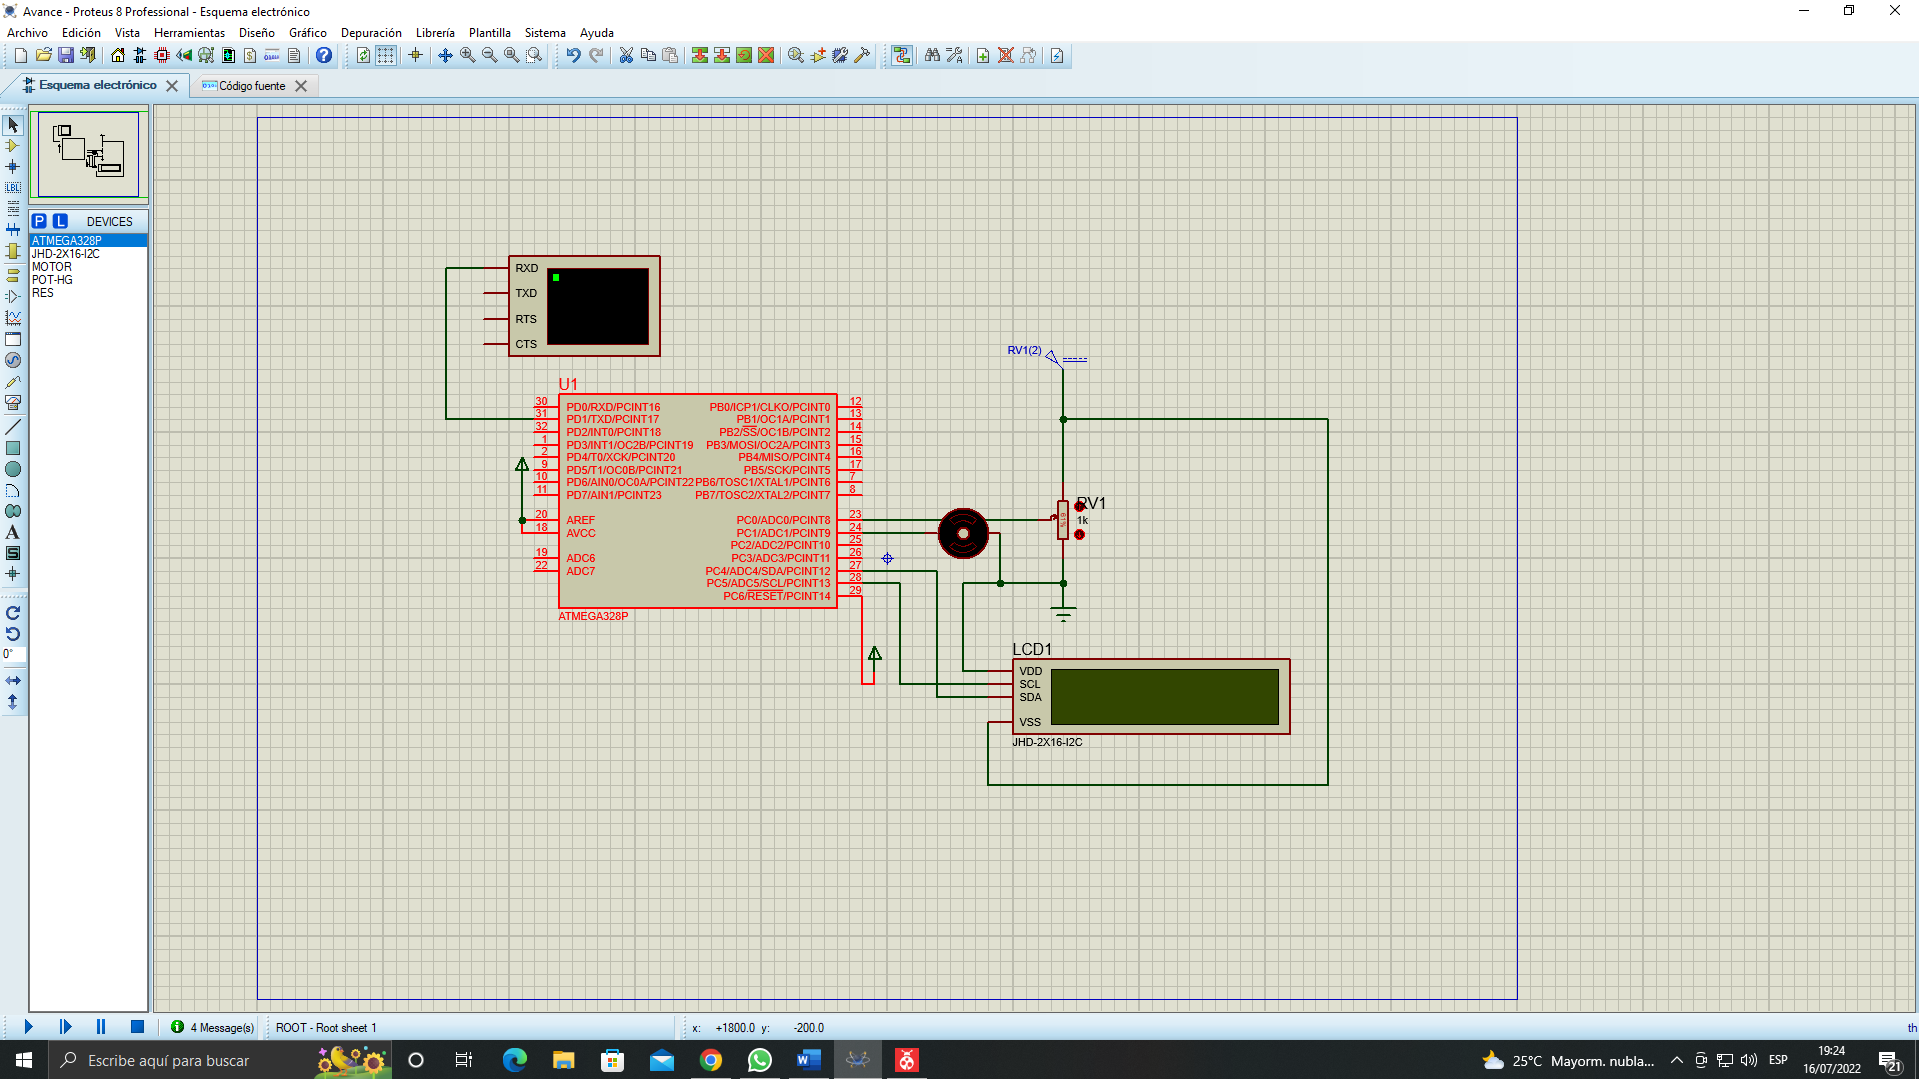 Avance - Proteus 8 Professional - Esquema electrónico
Archivo Edición Vista Herramientas Diseño Gráfico Depuración Librería Plantilla Sistema Ayuda
Esquema electrónico
Código fuente
P L DEVICES
ATMEGA328P
JHD-2X16-I2C
MOTOR
POT-HG
RES
LBL
A
S
0°
RXD
TXD
RTS
CTS
RV1(2)
U1
30 PD0/RXD/PCINT16 PB0/ICP1/CLKO/PCINT0 12
31 PD1/TXD/PCINT17 PB1/OC1A/PCINT1 13
32 PD2/INT0/PCINT18 PB2/SS/OC1B/PCINT2 14
1 PD3/INT1/OC2B/PCINT19 PB3/MOSI/OC2A/PCINT3 15
2 PD4/T0/XCK/PCINT20 PB4/MISO/PCINT4 16
9 PD5/T1/OC0B/PCINT21 PB5/SCK/PCINT5 17
10 PD6/AIN0/OC0A/PCINT22 PB6/TOSC1/XTAL1/PCINT6 7
11 PD7/AIN1/PCINT23 PB7/TOSC2/XTAL2/PCINT7 8
20 AREF PC0/ADC0/PCINT8 23
18 AVCC PC1/ADC1/PCINT9 24
PC2/ADC2/PCINT10 25
19 ADC6 PC3/ADC3/PCINT11 26
22 ADC7 PC4/ADC4/SDA/PCINT12 27
PC5/ADC5/SCL/PCINT13 28
PC6/RESET/PCINT14 29
ATMEGA328P
RV1
1k
LCD1
VDD
SCL
SDA
VSS
JHD-2X16-I2C
4 Message(s) ROOT - Root sheet 1 x: +1800.0 y: -200.0 th
Escribe aquí para buscar
25°C Mayorm. nubla... ESP
19:24
16/07/2022
21